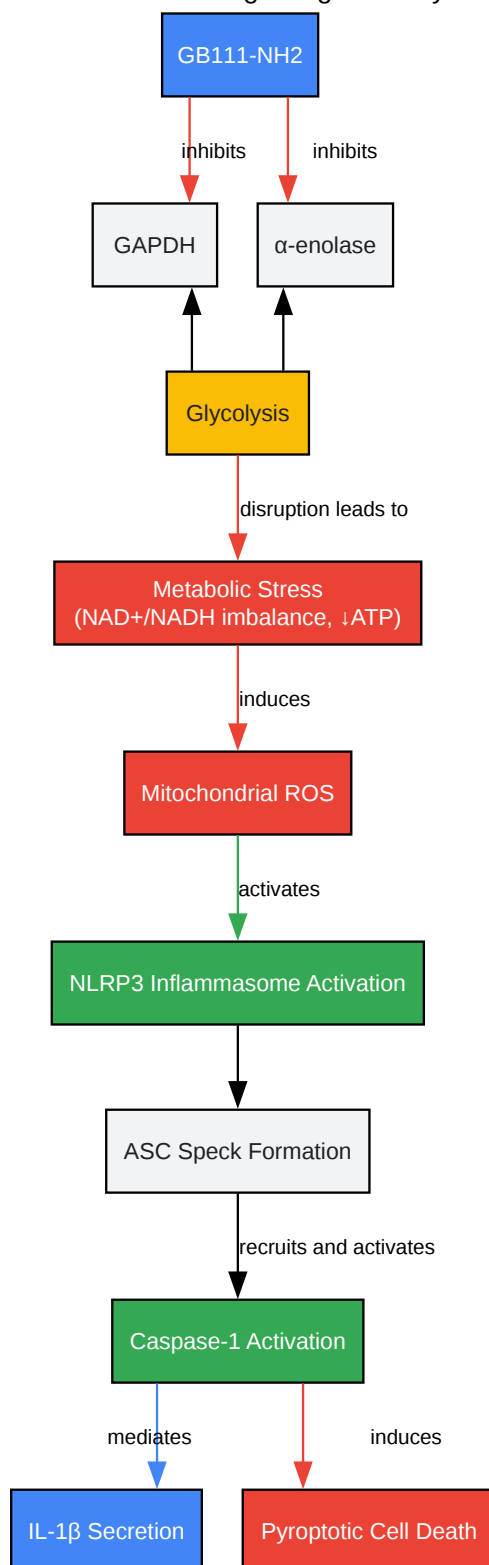 GB111-NH2
inhibits inhibits
GAPDH α-enolase
Glycolysis
disruption leads to
Metabolic Stress
(NAD+/NADH imbalance, ↓ATP)
induces
Mitochondrial ROS
activates
NLRP3 Inflammasome Activation
ASC Speck Formation
recruits and activates
Caspase-1 Activation
mediates induces
IL-1β Secretion Pyroptotic Cell Death